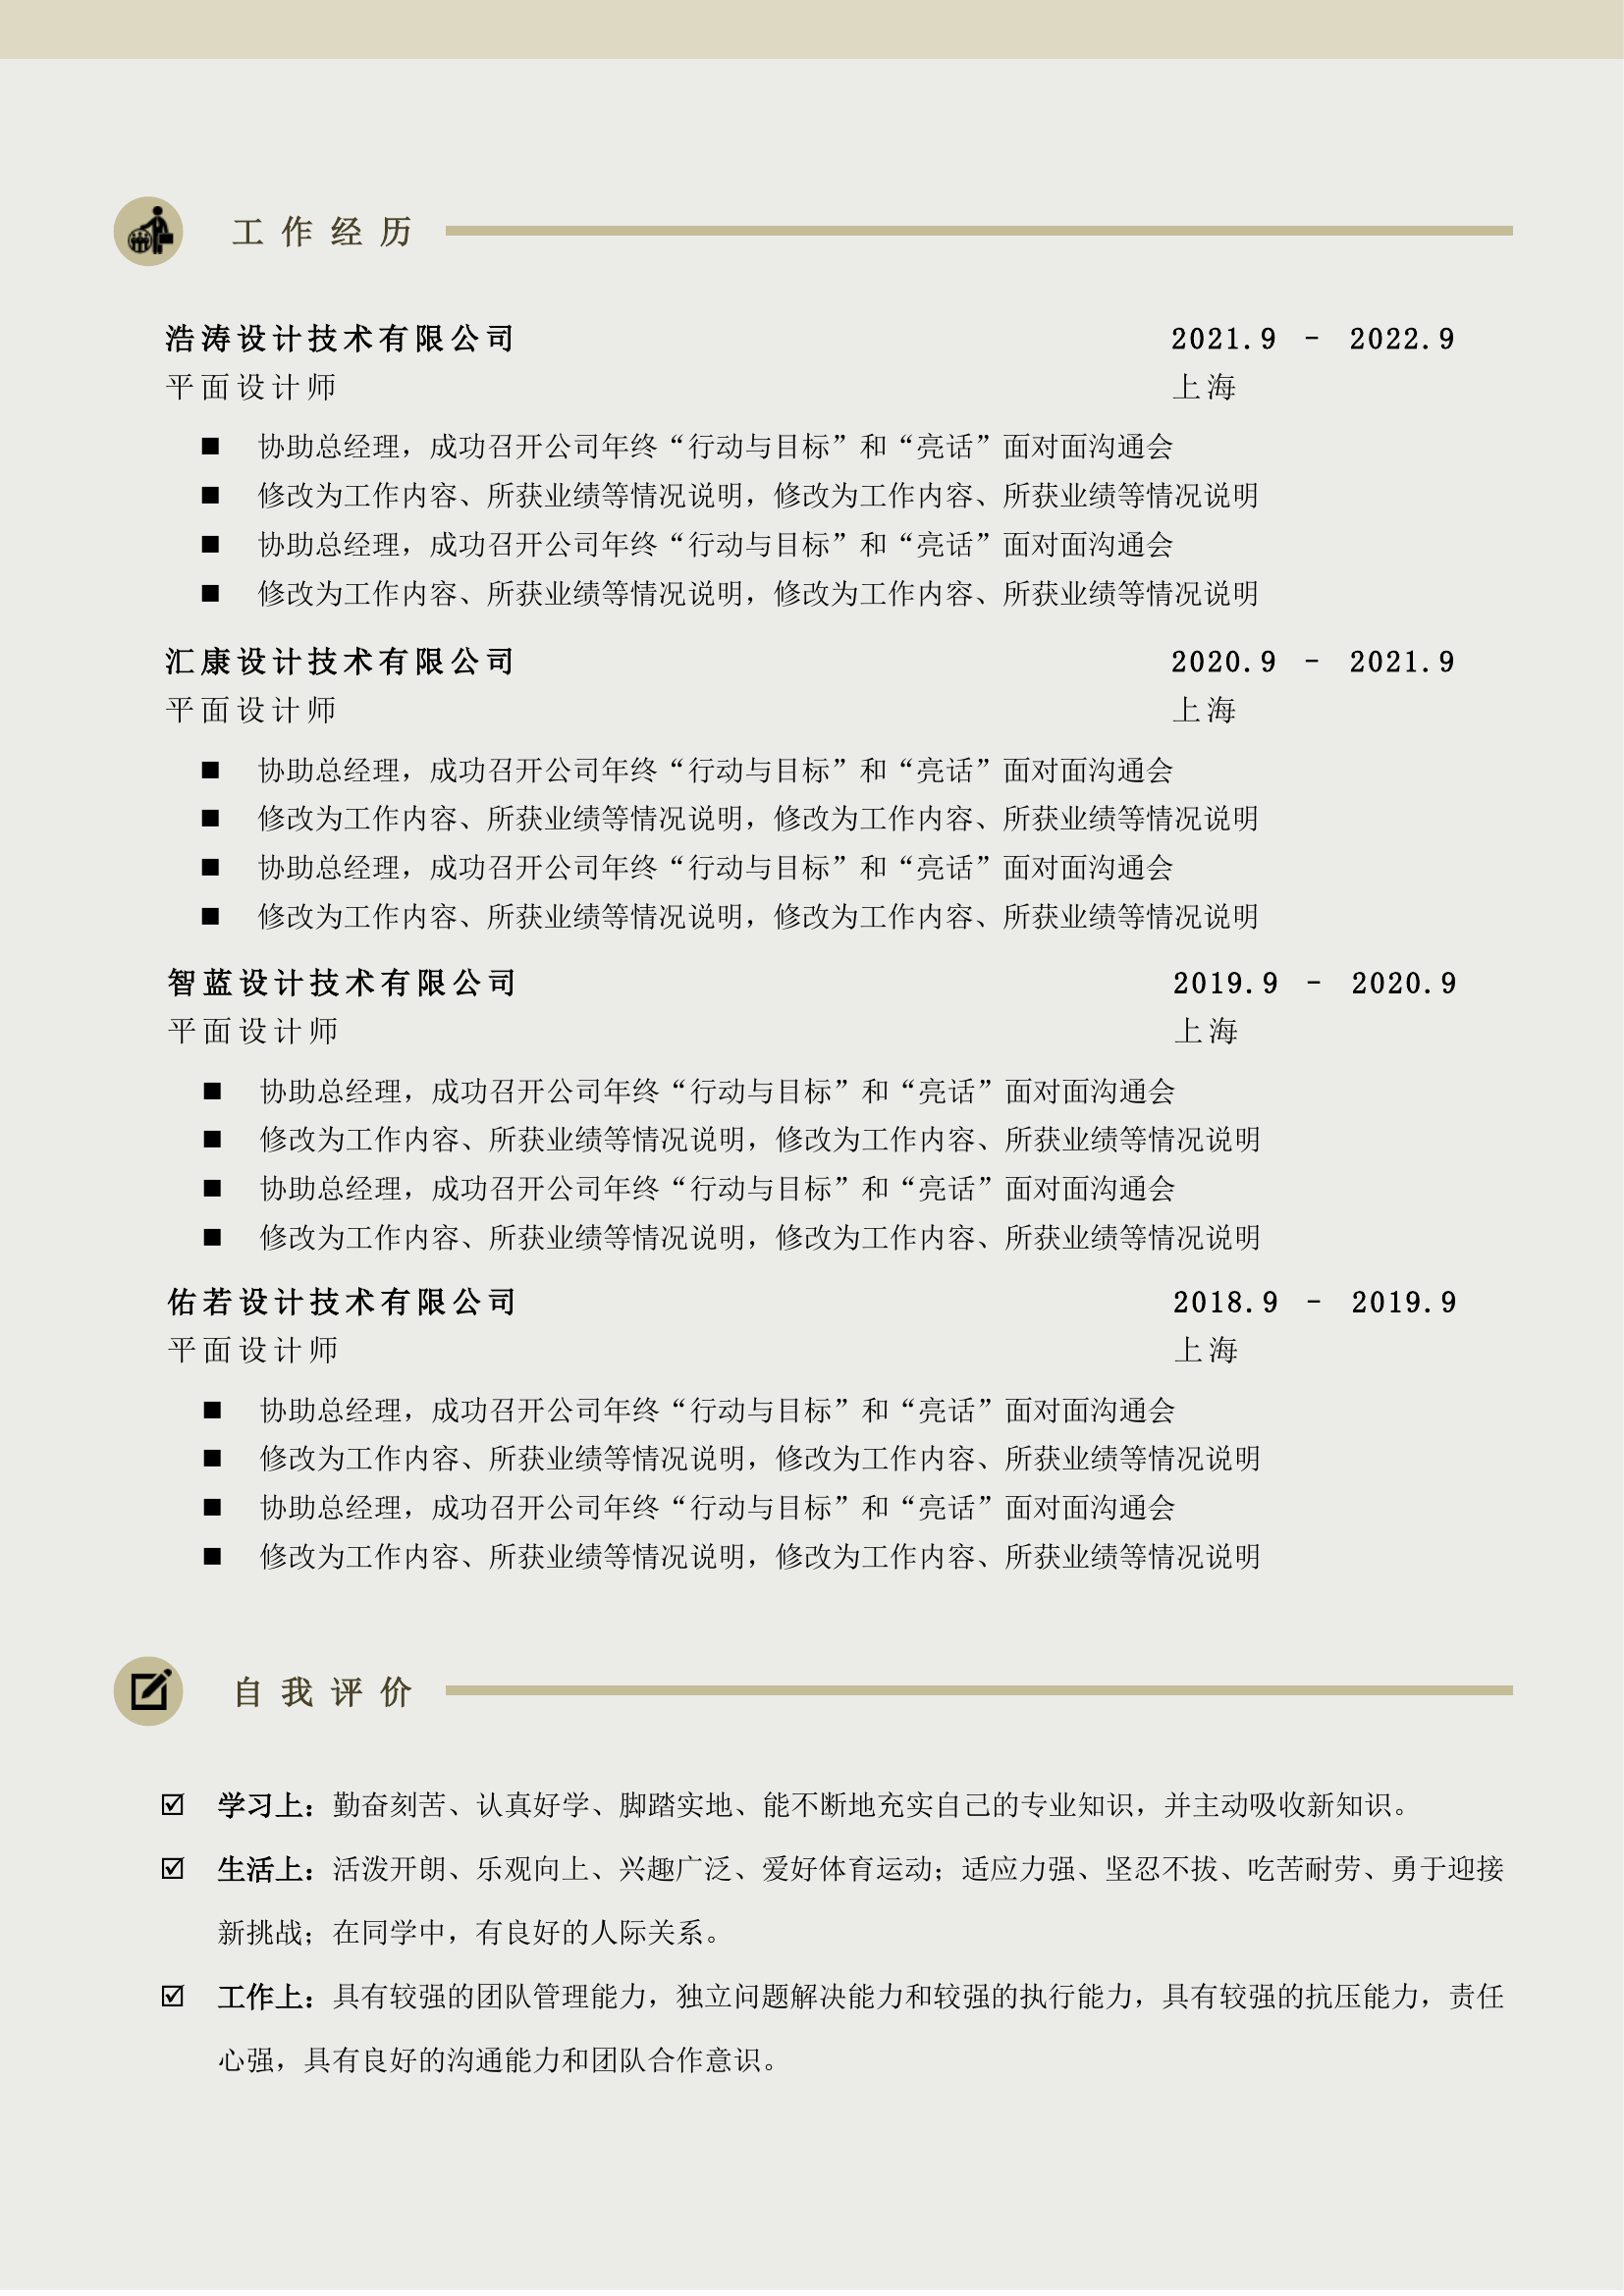 工作经历
浩涛设计技术有限公司 2021.9 - 2022.9
平面设计师 上海
■ 协助总经理，成功召开公司年终“行动与目标”和“亮话”面对面沟通会
■ 修改为工作内容、所获业绩等情况说明，修改为工作内容、所获业绩等情况说明
■ 协助总经理，成功召开公司年终“行动与目标”和“亮话”面对面沟通会
■ 修改为工作内容、所获业绩等情况说明，修改为工作内容、所获业绩等情况说明
汇康设计技术有限公司 2020.9 - 2021.9
平面设计师 上海
■ 协助总经理，成功召开公司年终“行动与目标”和“亮话”面对面沟通会
■ 修改为工作内容、所获业绩等情况说明，修改为工作内容、所获业绩等情况说明
■ 协助总经理，成功召开公司年终“行动与目标”和“亮话”面对面沟通会
■ 修改为工作内容、所获业绩等情况说明，修改为工作内容、所获业绩等情况说明
智蓝设计技术有限公司 2019.9 - 2020.9
平面设计师 上海
■ 协助总经理，成功召开公司年终“行动与目标”和“亮话”面对面沟通会
■ 修改为工作内容、所获业绩等情况说明，修改为工作内容、所获业绩等情况说明
■ 协助总经理，成功召开公司年终“行动与目标”和“亮话”面对面沟通会
■ 修改为工作内容、所获业绩等情况说明，修改为工作内容、所获业绩等情况说明
佑若设计技术有限公司 2018.9 - 2019.9
平面设计师 上海
■ 协助总经理，成功召开公司年终“行动与目标”和“亮话”面对面沟通会
■ 修改为工作内容、所获业绩等情况说明，修改为工作内容、所获业绩等情况说明
■ 协助总经理，成功召开公司年终“行动与目标”和“亮话”面对面沟通会
■ 修改为工作内容、所获业绩等情况说明，修改为工作内容、所获业绩等情况说明
自我评价
☑ 学习上：勤奋刻苦、认真好学、脚踏实地、能不断地充实自己的专业知识，并主动吸收新知识。
☑ 生活上：活泼开朗、乐观向上、兴趣广泛、爱好体育运动；适应力强、坚忍不拔、吃苦耐劳、勇于迎接
新挑战；在同学中，有良好的人际关系。
☑ 工作上：具有较强的团队管理能力，独立问题解决能力和较强的执行能力，具有较强的抗压能力，责任
心强，具有良好的沟通能力和团队合作意识。